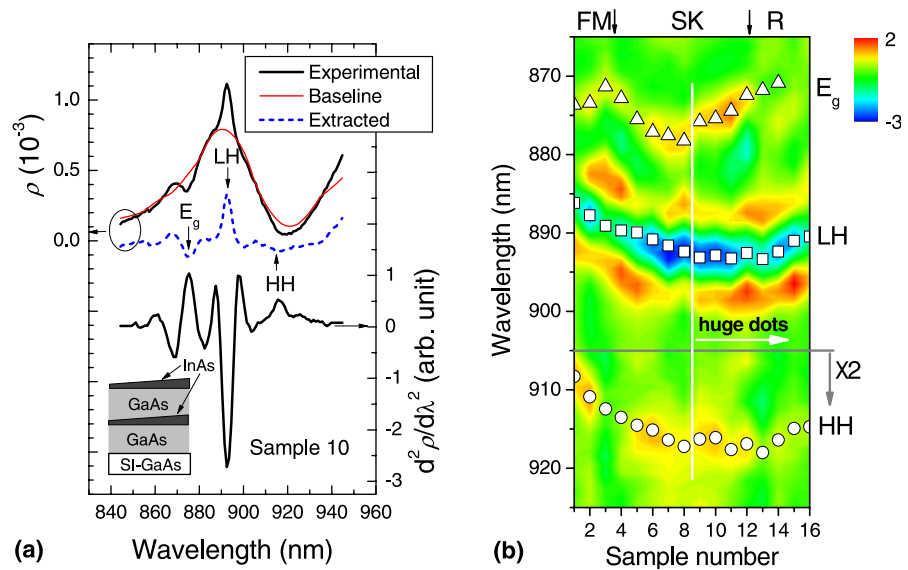 Experimental
Baseline
Extracted
1.0
0.5
0.0
ρ (10⁻³)
LH
E_g
HH
1
0
-1
-2
-3
d²ρ/dλ² (arb. unit)
InAs
GaAs
GaAs
SI-GaAs
Sample 10
840 860 880 900 920 940 960
Wavelength (nm)
(a)
FM SK R
2
-3
870
880
890
900
910
920
Wavelength (nm)
E_g
LH
huge dots
X2
HH
2 4 6 8 10 12 14 16
Sample number
(b)